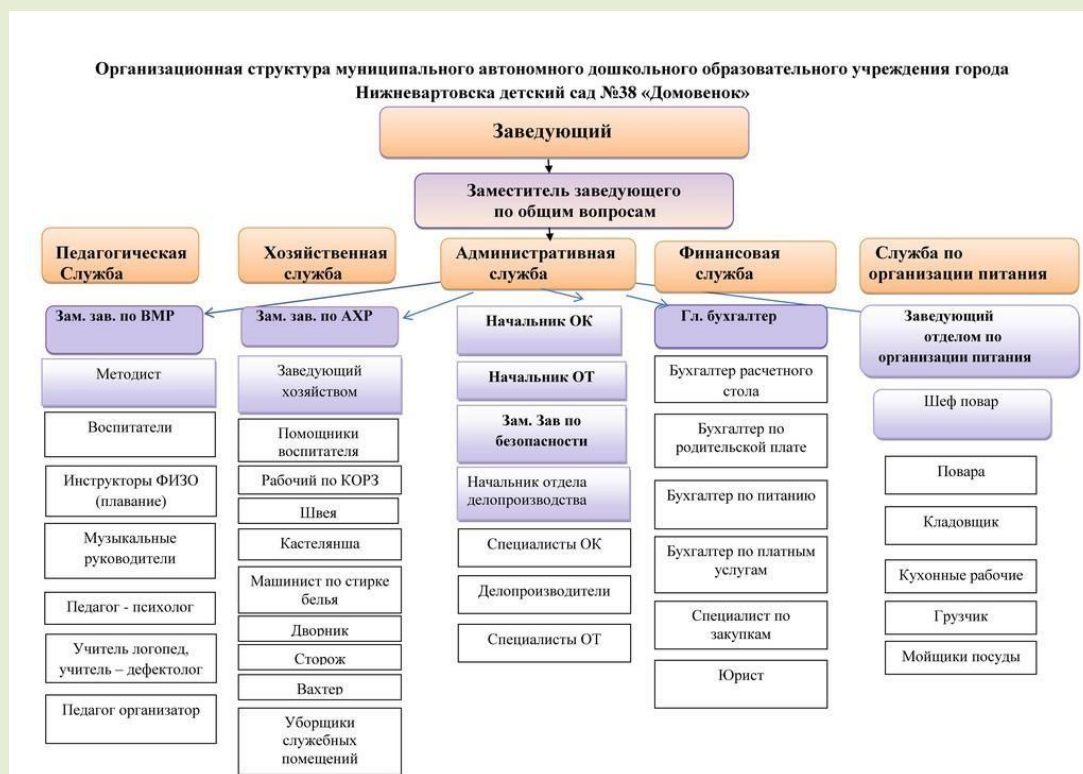 Организационная структура муниципального автономного дошкольного образовательного учреждения города
Нижневартовска детский сад №38 «Домовенок»
Заведующий
Заместитель заведующего
по общим вопросам
Педагогическая
Служба
Хозяйственная
служба
Административная
служба
Финансовая
служба
Служба по
организации питания
Зам. зав. по ВМР
Методист
Воспитатели
Инструкторы ФИЗО
(плавание)
Музыкальные
руководители
Педагог - психолог
Учитель логопед,
учитель – дефектолог
Педагог организатор
Зам. зав. по АХР
Заведующий
хозяйством
Помощники
воспитателя
Рабочий по КОРЗ
Швея
Кастелянша
Машинист по стирке
белья
Дворник
Сторож
Вахтер
Уборщики
служебных
помещений
Начальник ОК
Начальник ОТ
Зам. Зав по
безопасности
Начальник отдела
делопроизводства
Специалисты ОК
Делопроизводители
Специалисты ОТ
Гл. бухгалтер
Бухгалтер расчетного
стола
Бухгалтер по
родительской плате
Бухгалтер по питанию
Бухгалтер по платным
услугам
Специалист по
закупкам
Юрист
Заведующий
отделом по
организации питания
Шеф повар
Повара
Кладовщик
Кухонные рабочие
Грузчик
Мойщики посуды